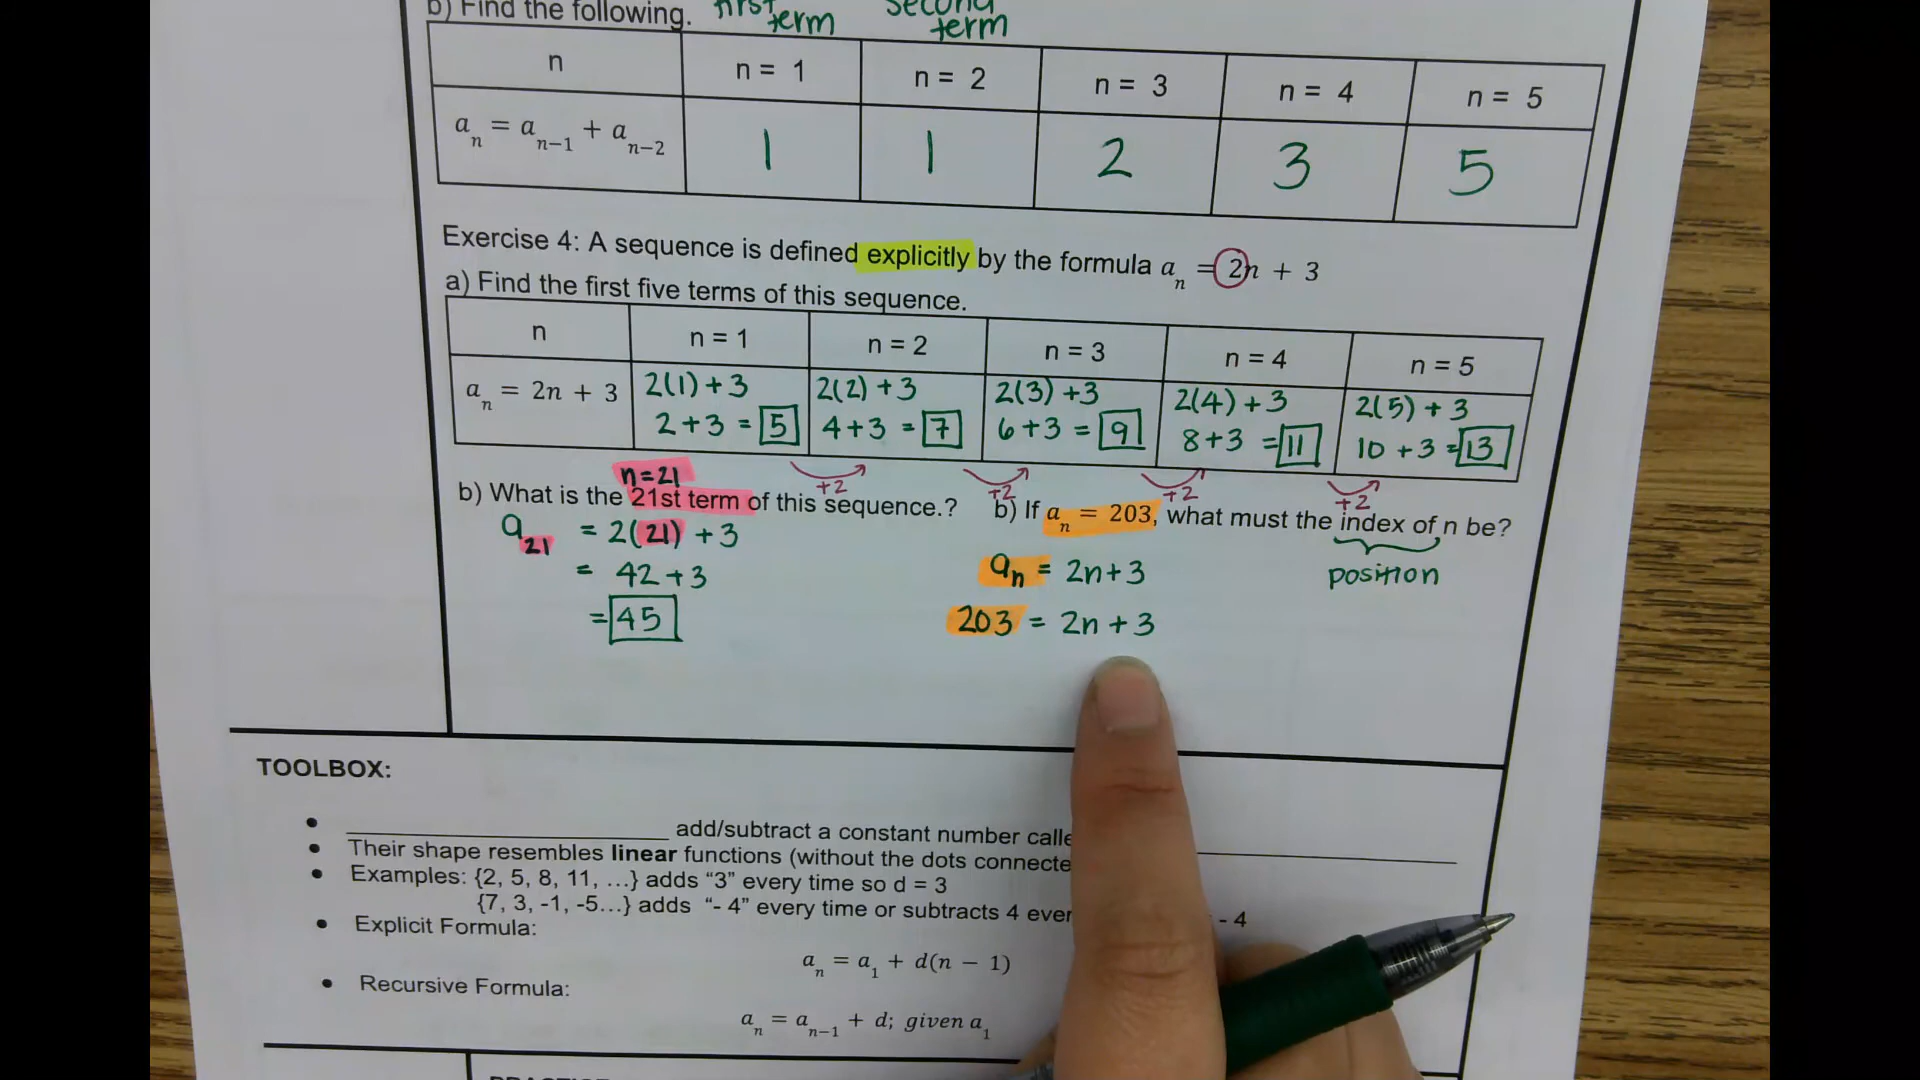 b) Find the following. first term second term
n n = 1 n = 2 n = 3 n = 4 n = 5
a_n = a_{n-1} + a_{n-2} 1 1 2 3 5
Exercise 4: A sequence is defined explicitly by the formula a_n = 2n + 3
a) Find the first five terms of this sequence.
n n = 1 n = 2 n = 3 n = 4 n = 5
a_n = 2n + 3 2(1) + 3 2(2) + 3 2(3) + 3 2(4) + 3 2(5) + 3
2 + 3 = 5 4 + 3 = 7 6 + 3 = 9 8 + 3 = 11 10 + 3 = 13
n = 21 +2 +2 +2 +2
b) What is the 21st term of this sequence.? b) If a_n = 203, what must the index of n be?
a_21 = 2(21) + 3
= 42 + 3
= 45
position
a_n = 2n + 3
203 = 2n + 3
TOOLBOX:
• ____________________ add/subtract a constant number ____________________
• Their shape resembles linear functions (without the dots
• Examples: {2, 5, 8, 11, …} adds “3” every time so d = 3
{7, 3, -1, -5…} adds “- 4” every time or subtracts 4 - 4
• Explicit Formula:
a_n = a_1 + d(n − 1)
• Recursive Formula:
a_n = a_{n-1} + d; given a_1